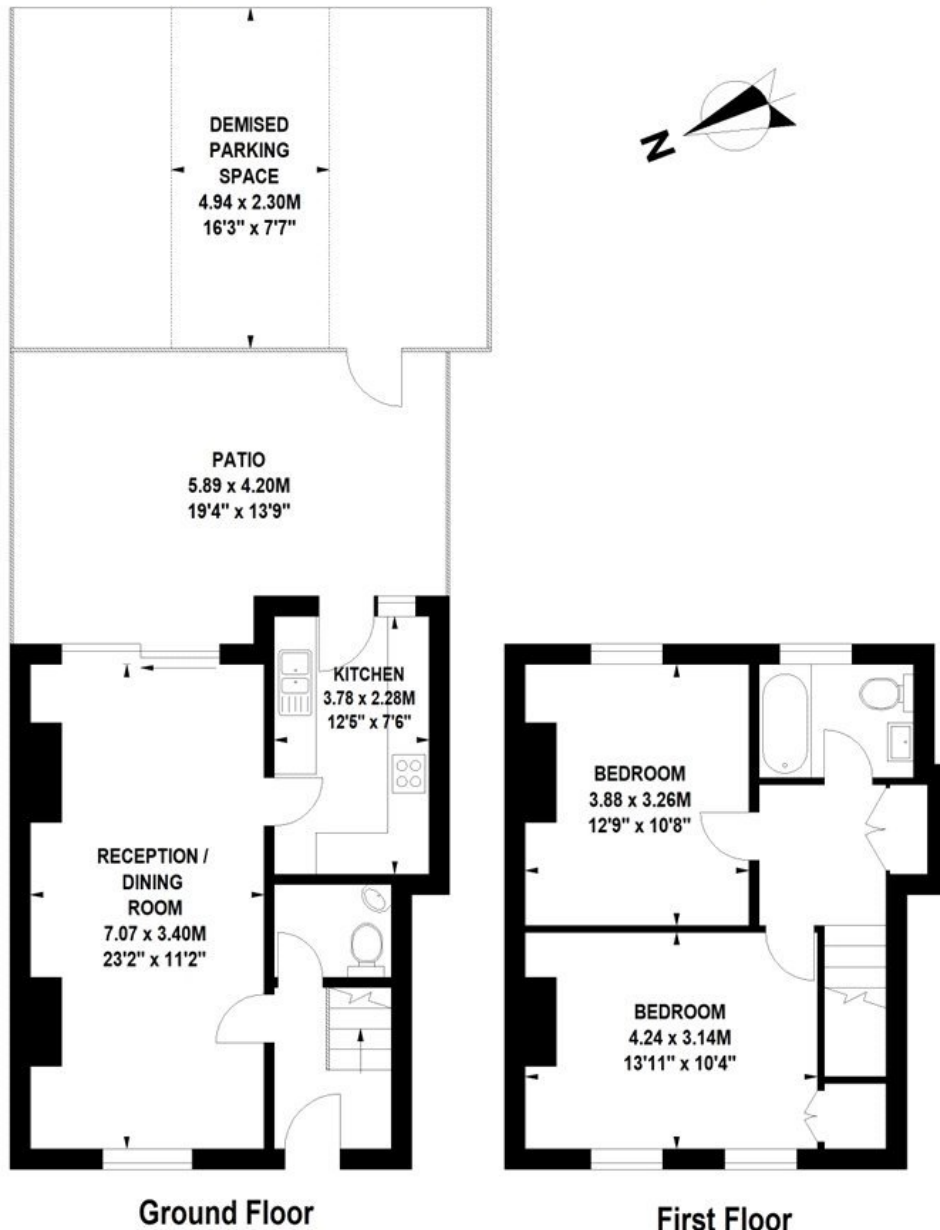 DEMISED
PARKING
SPACE
4.94 x 2.30M
16'3" x 7'7"
N
PATIO
5.89 x 4.20M
19'4" x 13'9"
KITCHEN
3.78 x 2.28M
12'5" x 7'6"
RECEPTION /
DINING
ROOM
7.07 x 3.40M
23'2" x 11'2"
BEDROOM
3.88 x 3.26M
12'9" x 10'8"
BEDROOM
4.24 x 3.14M
13'11" x 10'4"
Ground Floor
First Floor